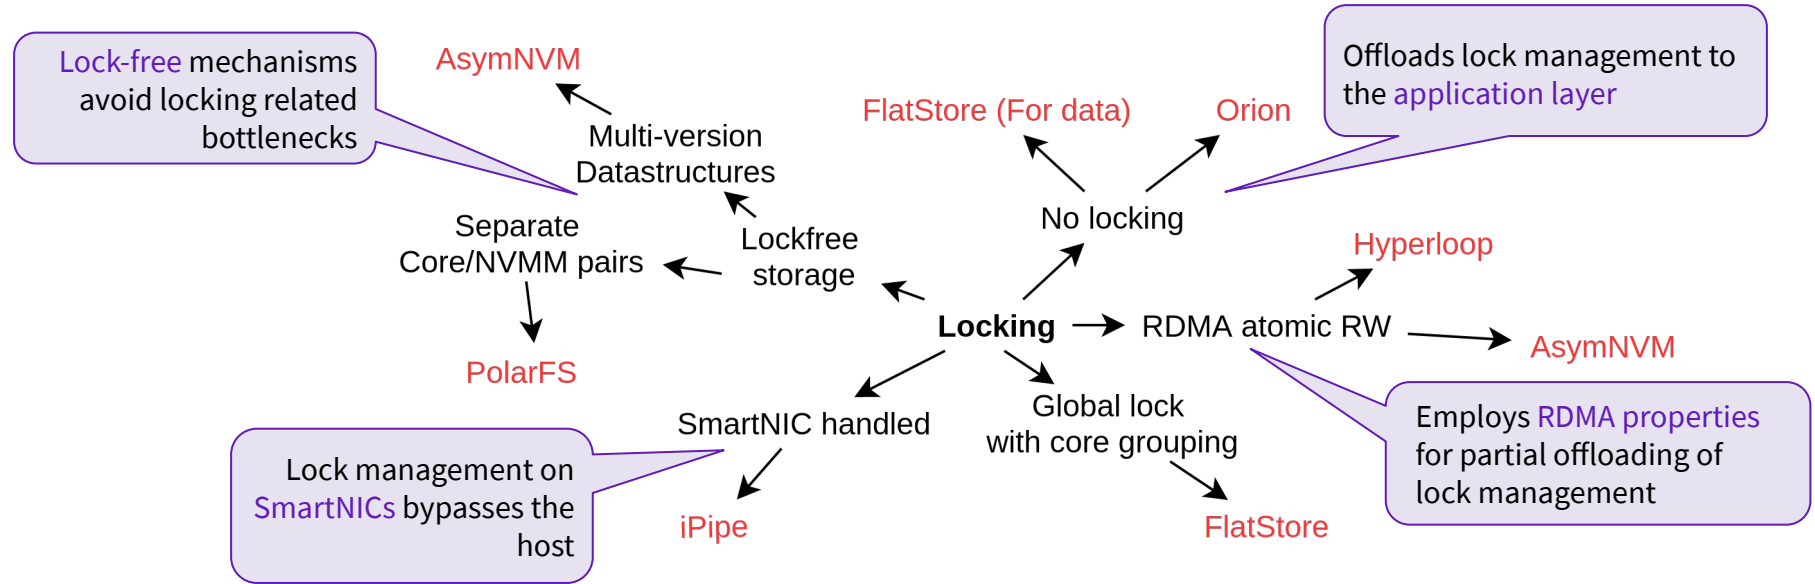 Lock-free mechanisms
avoid locking related
bottlenecks
AsymNVM
Multi-version
Datastructures
Separate
Core/NVMM pairs
Lockfree
storage
PolarFS
FlatStore (For data)
Orion
Offloads lock management to
the application layer
No locking
Hyperloop
Locking
RDMA atomic RW
AsymNVM
Employs RDMA properties
for partial offloading of
lock management
SmartNIC handled
Global lock
with core grouping
Lock management on
SmartNICs bypasses the
host
iPipe
FlatStore